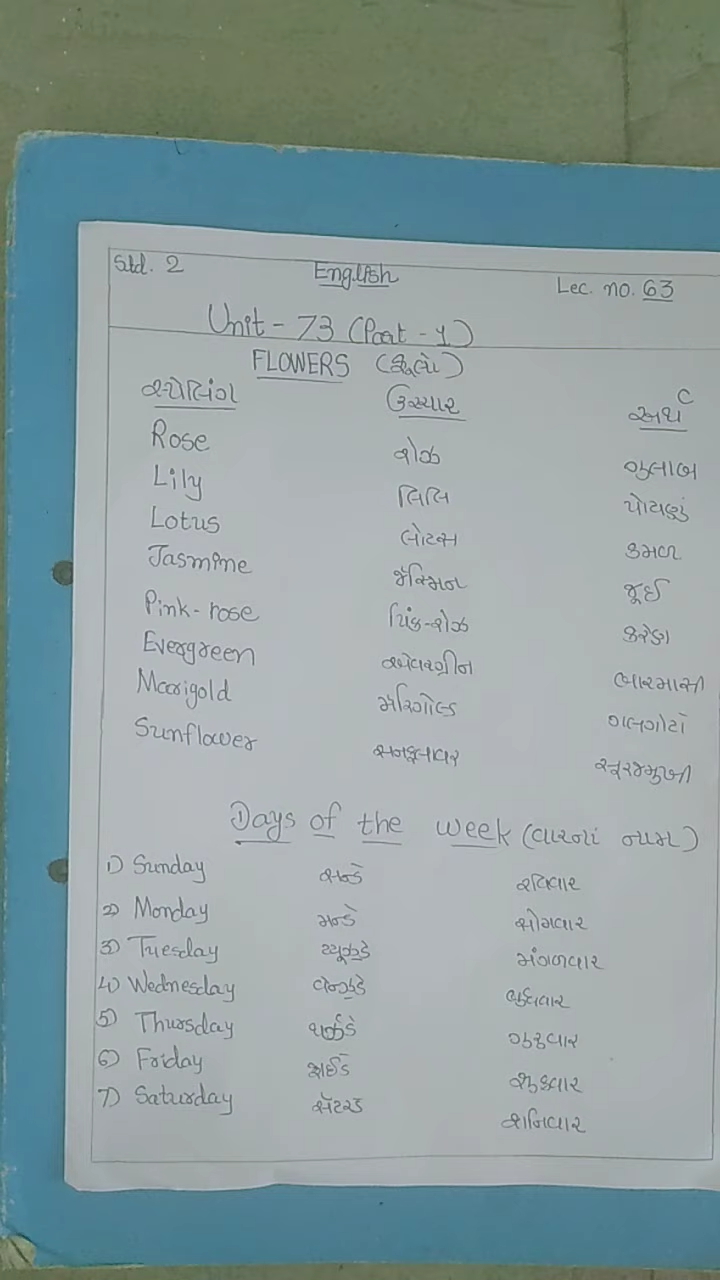 Std. 2 English Lec. no. 63
Unit - 73 (Part - 1)
FLOWERS (ફૂલો)
સ્પેલિંગ ઉચ્ચાર અર્થ
Rose રોઝ ગુલાબ
Lily લિલિ પોયણું
Lotus લોટસ કમળ
Jasmine જૅસ્મિન જૂઈ
Pink-rose પિંક-રોઝ કરેણ
Evergreen એવરગ્રીન બારમાસી
Marigold મૅરિગોલ્ડ ગલગોટો
Sunflower સનફ્લાવર સૂરજમુખી
Days of the week (વારનાં નામ)
1) Sunday સન્ડે રવિવાર
2) Monday મન્ડે સોમવાર
3) Tuesday ટ્યૂઝ્ડે મંગળવાર
4) Wednesday વેન્ઝ્ડે બુધવાર
5) Thursday થર્સ્ડે ગુરુવાર
6) Friday ફ્રાઈડે શુક્રવાર
7) Saturday સૅટરડે શનિવાર